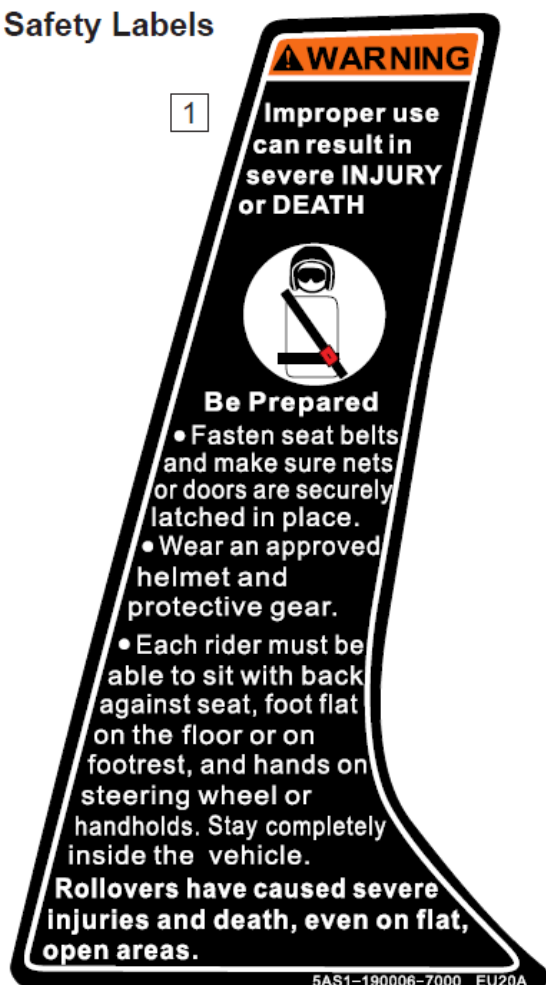 Safety Labels
WARNING
1
Improper use
can result in
severe INJURY
or DEATH
Be Prepared
• Fasten seat belts
and make sure nets
or doors are securely
latched in place.
• Wear an approved
helmet and
protective gear.
• Each rider must be
able to sit with back
against seat, foot flat
on the floor or on
footrest, and hands on
steering wheel or
handholds. Stay completely
inside the vehicle.
Rollovers have caused severe
injuries and death, even on flat,
open areas.
5AS1-190006-7000 EU20A